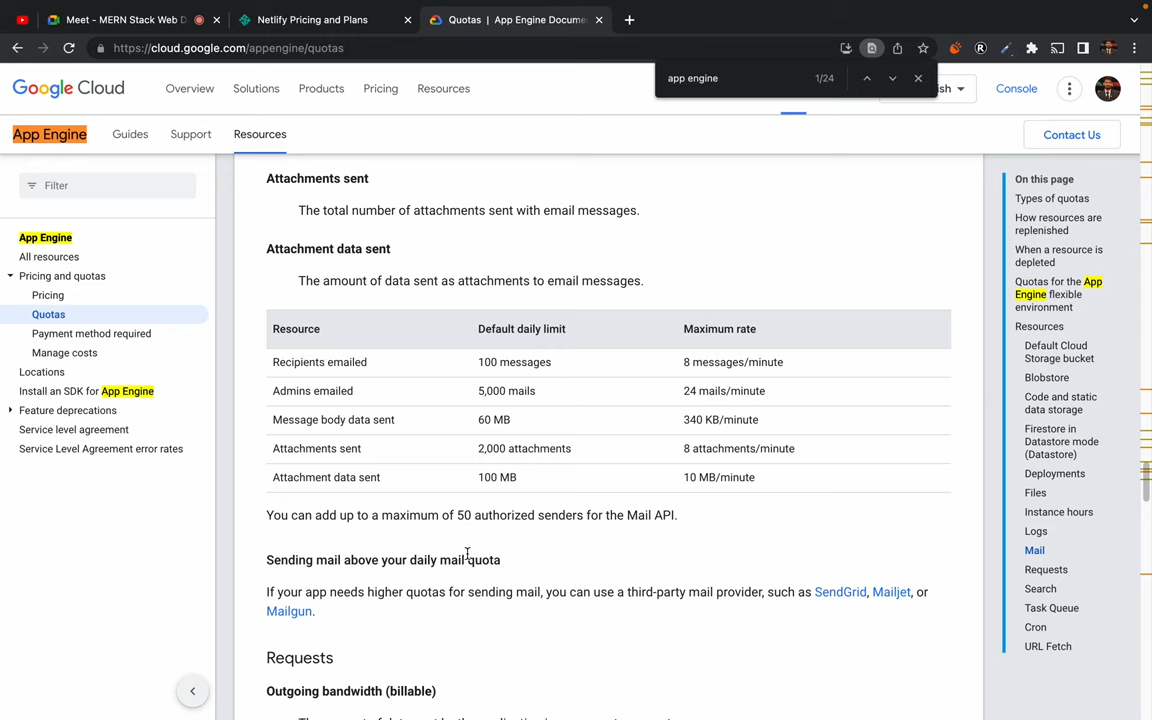 Meet - MERN Stack Web D
Netlify Pricing and Plans
Quotas | App Engine Docume
https://cloud.google.com/appengine/quotas
app engine
1/24
Google Cloud
Overview
Solutions
Products
Pricing
Resources
Console
App Engine
Guides
Support
Resources
Contact Us
Filter
App Engine
All resources
Pricing and quotas
Pricing
Quotas
Payment method required
Manage costs
Locations
Install an SDK for App Engine
Feature deprecations
Service level agreement
Service Level Agreement error rates
Attachments sent
The total number of attachments sent with email messages.
Attachment data sent
The amount of data sent as attachments to email messages.
Resource Default daily limit Maximum rate
Recipients emailed 100 messages 8 messages/minute
Admins emailed 5,000 mails 24 mails/minute
Message body data sent 60 MB 340 KB/minute
Attachments sent 2,000 attachments 8 attachments/minute
Attachment data sent 100 MB 10 MB/minute
You can add up to a maximum of 50 authorized senders for the Mail API.
Sending mail above your daily mail quota
If your app needs higher quotas for sending mail, you can use a third-party mail provider, such as SendGrid, Mailjet, or
Mailgun.
Requests
Outgoing bandwidth (billable)
On this page
Types of quotas
How resources are
replenished
When a resource is
depleted
Quotas for the App
Engine flexible
environment
Resources
Default Cloud
Storage bucket
Blobstore
Code and static
data storage
Firestore in
Datastore mode
(Datastore)
Deployments
Files
Instance hours
Logs
Mail
Requests
Search
Task Queue
Cron
URL Fetch